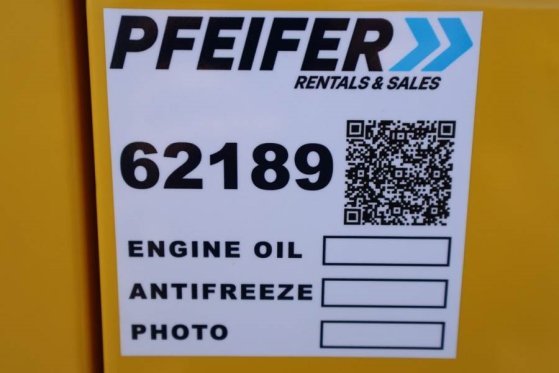 PFEIFER
RENTALS & SALES
62189
ENGINE OIL
ANTIFREEZE
PHOTO